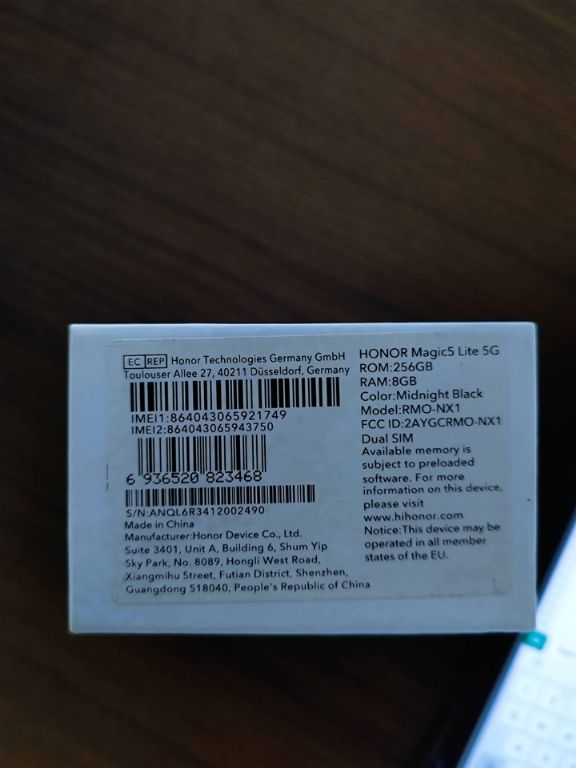 EC REP Honor Technologies Germany GmbH
Toulouser Allee 27, 40211 Düsseldorf, Germany
IMEI1:864043065921749
IMEI2:864043065943750
6 936520 823468
S/N:ANQL6R3412002490
Made in China
Manufacturer:Honor Device Co., Ltd.
Suite 3401, Unit A, Building 6, Shum Yip
Sky Park, No. 8089, Hongli West Road,
Xiangmihu Street, Futian District, Shenzhen,
Guangdong 518040, People's Republic of China
HONOR Magic5 Lite 5G
ROM:256GB
RAM:8GB
Color:Midnight Black
Model:RMO-NX1
FCC ID:2AYGCRMO-NX1
Dual SIM
Available memory is
subject to preloaded
software. For more
information on this device,
please visit
www.hihonor.com
Notice:This device may be
operated in all member
states of the EU.